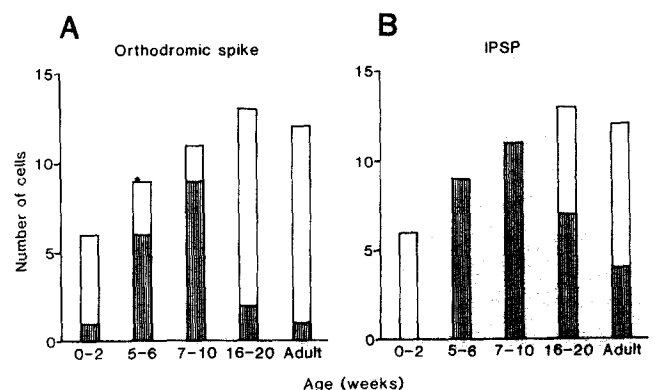 A
Orthodromic spike
15
10
5
0
Number of cells
0-2 5-6 7-10 16-20 Adult
B
IPSP
15
10
5
0
0-2 5-6 7-10 16-20 Adult
Age (weeks)